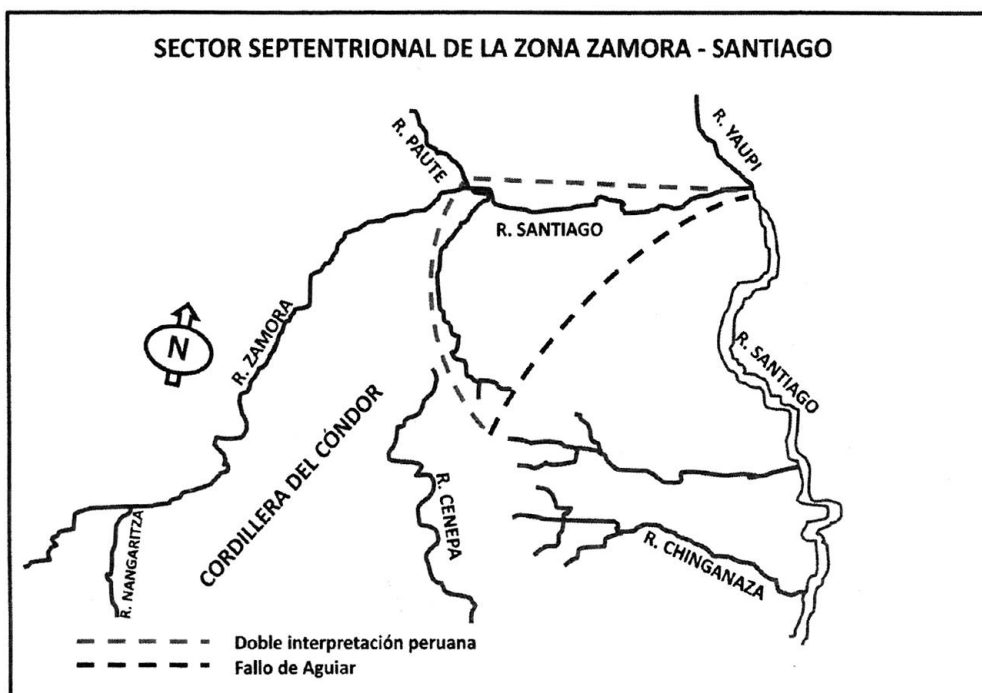 SECTOR SEPTENTRIONAL DE LA ZONA ZAMORA - SANTIAGO
R. PAUTE
R. YAUPI
R. SANTIAGO
N
R. ZAMORA
R. SANTIAGO
CORDILLERA DEL CÓNDOR
R. CENEPA
R. NANGARITZA
R. CHINGANAZA
Doble interpretación peruana
Fallo de Aguiar